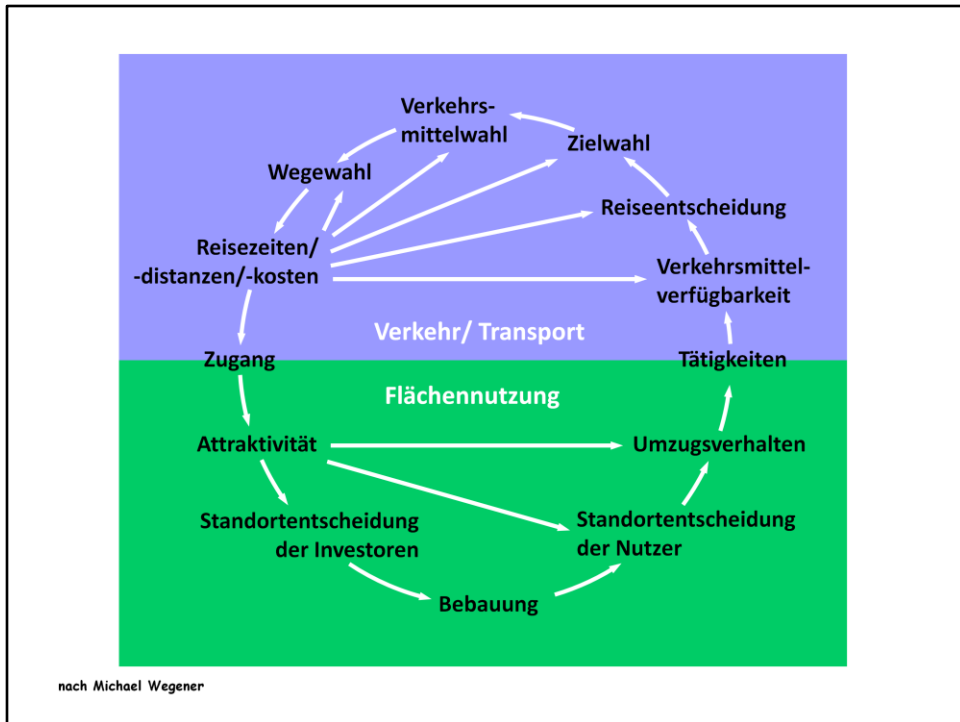 Verkehrs-
mittelwahl
Zielwahl
Wegewahl
Reiseentscheidung
Reisezeiten/
-distanzen/-kosten
Verkehrsmittel-
verfügbarkeit
Verkehr/ Transport
Zugang
Tätigkeiten
Flächennutzung
Attraktivität
Umzugsverhalten
Standortentscheidung
der Investoren
Standortentscheidung
der Nutzer
Bebauung
nach Michael Wegener